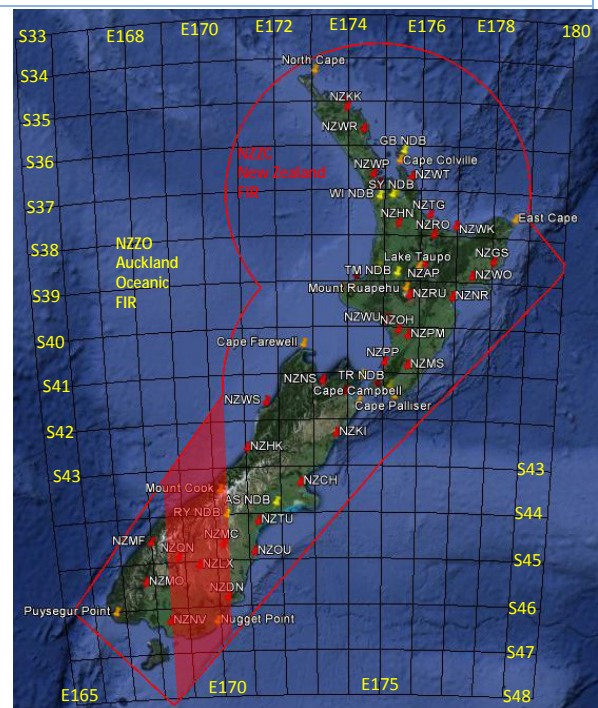 S33
E168
E170
E172
E174
E176
E178
180
S34
North Cape
NZKK
S35
NZWR
S36
GB NDB
NZZC
New Zealand
FIR
NZWP
Cape Colville
NZWT
SY NDB
S37
WI NDB
NZTG
NZHN
NZRO
NZWK
East Cape
S38
NZZO
Auckland
Oceanic
FIR
Lake Taupo
NZGS
TM NDB
NZAP
NZWO
S39
Mount Ruapehu
NZRU
NZNR
NZWU
NZOH
S40
Cape Farewell
NZPM
NZPP
NZMS
S41
NZNS
TR NDB
Cape Campbell
NZWS
Cape Palliser
S42
NZKI
NZHK
S43
S43
Mount Cook
NZCH
AS NDB
RY NDB
S44
NZTU
NZMF
NZMC
NZQN
NZOU
S45
NZLX
NZMO
NZDN
S46
Puysegur Point
NZNV
Nugget Point
S47
E165
E170
E175
S48